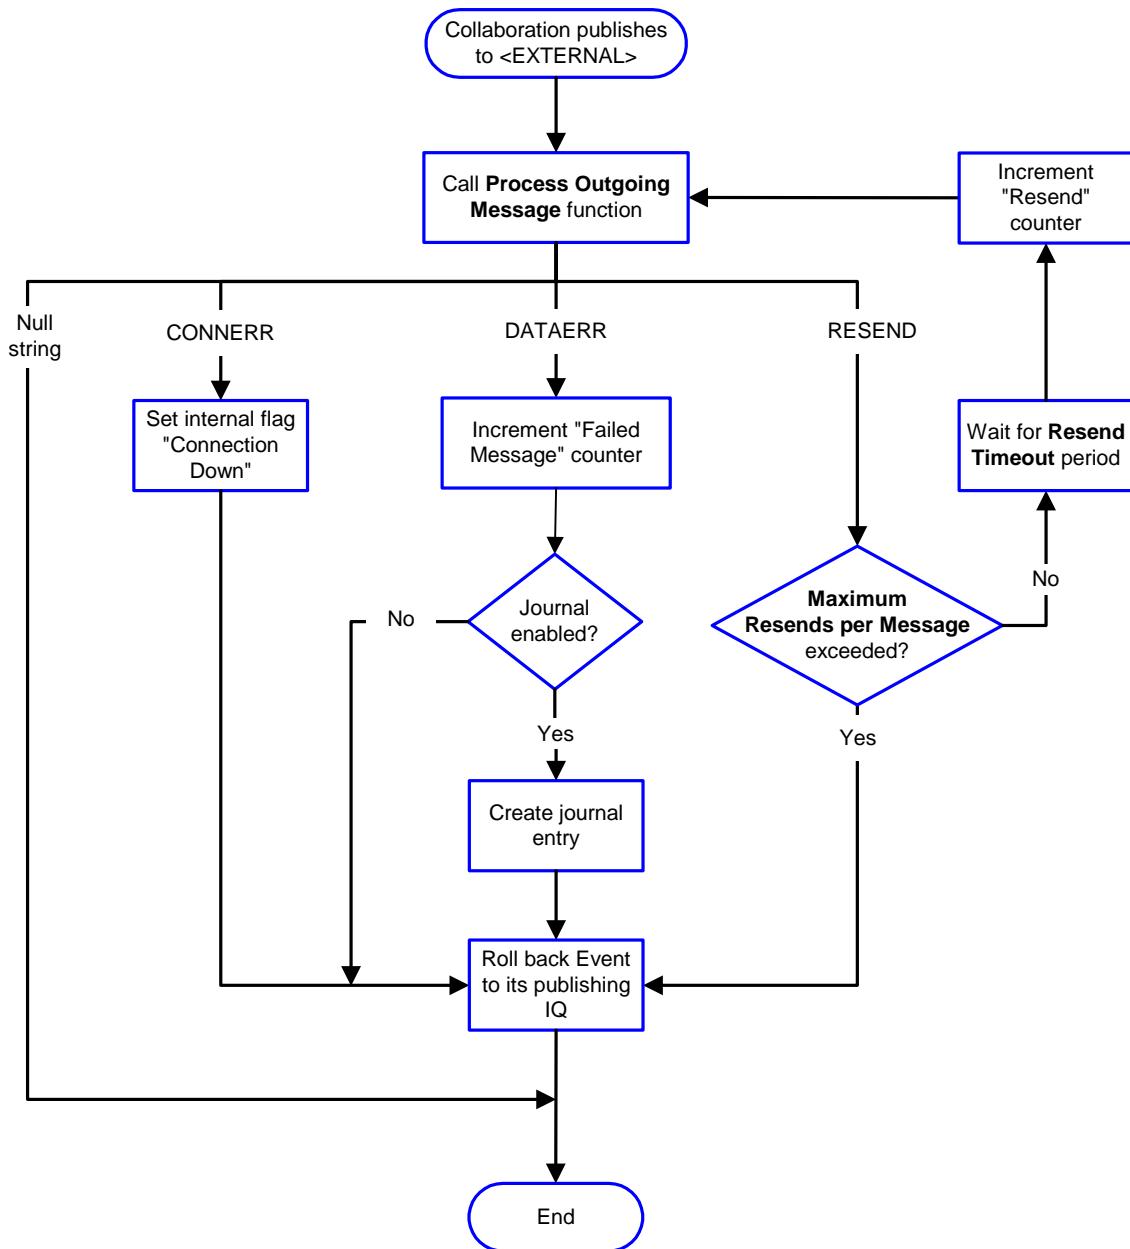 Collaboration publishes
to <EXTERNAL>
Call Process Outgoing
Message function
Increment
"Resend"
counter
Null
string
CONNERR
DATAERR
RESEND
Set internal flag
"Connection
Down"
Increment "Failed
Message" counter
Wait for Resend
Timeout period
No
Journal
enabled?
Maximum
Resends per Message
exceeded?
No
Yes
Yes
Create journal
entry
Roll back Event
to its publishing
IQ
End